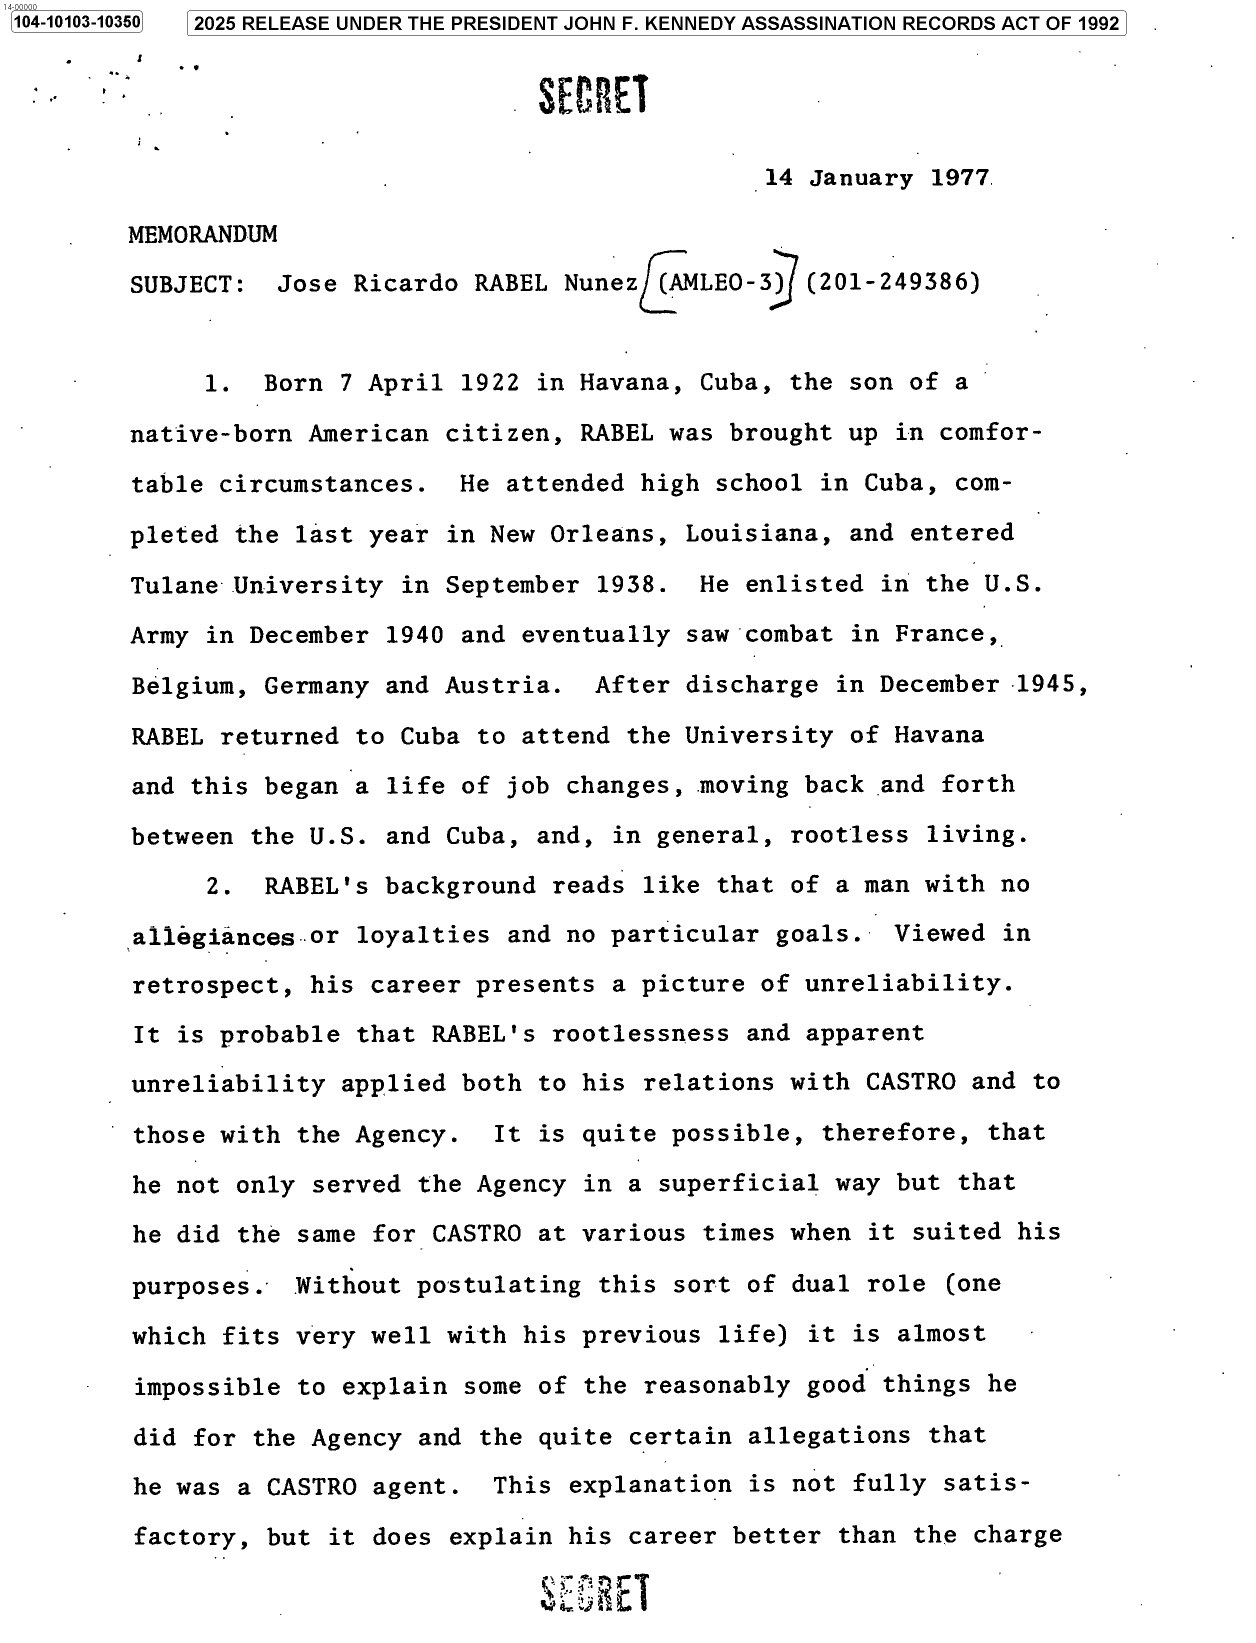 14-00000
104-10103-10350
2025 RELEASE UNDER THE PRESIDENT JOHN F. KENNEDY ASSASSINATION RECORDS ACT OF 1992
SECRET
14 January 1977
MEMORANDUM
SUBJECT: Jose Ricardo RABEL Nunez [(AMLEO-3)] (201-249386)
1. Born 7 April 1922 in Havana, Cuba, the son of a
native-born American citizen, RABEL was brought up in comfor-
table circumstances. He attended high school in Cuba, com-
pleted the last year in New Orleans, Louisiana, and entered
Tulane University in September 1938. He enlisted in the U.S.
Army in December 1940 and eventually saw combat in France,
Belgium, Germany and Austria. After discharge in December 1945,
RABEL returned to Cuba to attend the University of Havana
and this began a life of job changes, moving back and forth
between the U.S. and Cuba, and, in general, rootless living.
2. RABEL's background reads like that of a man with no
allegiances or loyalties and no particular goals. Viewed in
retrospect, his career presents a picture of unreliability.
It is probable that RABEL's rootlessness and apparent
unreliability applied both to his relations with CASTRO and to
those with the Agency. It is quite possible, therefore, that
he not only served the Agency in a superficial way but that
he did the same for CASTRO at various times when it suited his
purposes. Without postulating this sort of dual role (one
which fits very well with his previous life) it is almost
impossible to explain some of the reasonably good things he
did for the Agency and the quite certain allegations that
he was a CASTRO agent. This explanation is not fully satis-
factory, but it does explain his career better than the charge
SECRET